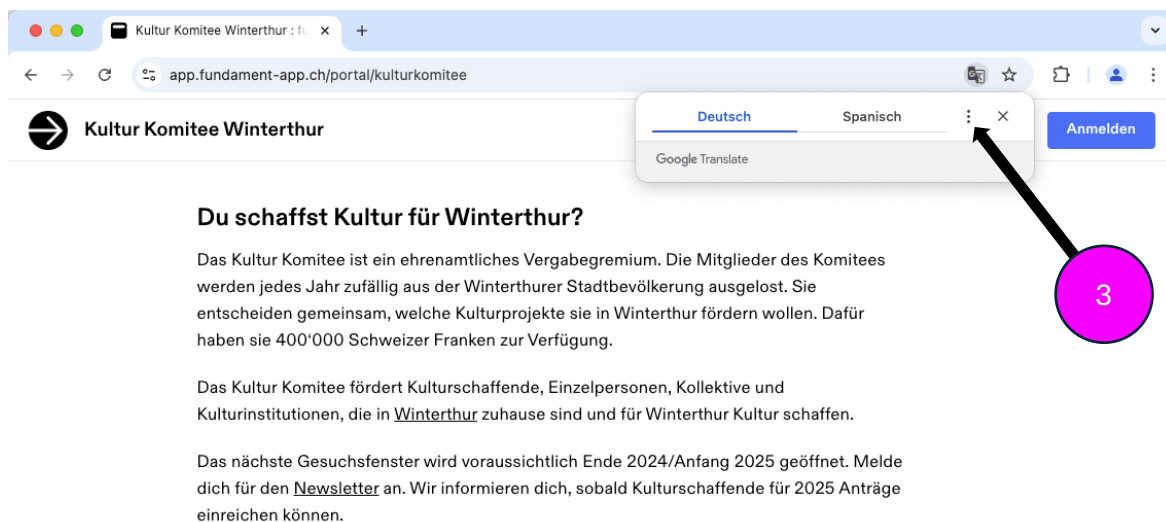 Kultur Komitee Winterthur : fu
app.fundament-app.ch/portal/kulturkomitee
Kultur Komitee Winterthur
Deutsch
Spanisch
Anmelden
Google Translate
Du schaffst Kultur für Winterthur?
Das Kultur Komitee ist ein ehrenamtliches Vergabegremium. Die Mitglieder des Komitees
werden jedes Jahr zufällig aus der Winterthurer Stadtbevölkerung ausgelost. Sie
entscheiden gemeinsam, welche Kulturprojekte sie in Winterthur fördern wollen. Dafür
haben sie 400‘000 Schweizer Franken zur Verfügung.
3
Das Kultur Komitee fördert Kulturschaffende, Einzelpersonen, Kollektive und
Kulturinstitutionen, die in Winterthur zuhause sind und für Winterthur Kultur schaffen.
Das nächste Gesuchsfenster wird voraussichtlich Ende 2024/Anfang 2025 geöffnet. Melde
dich für den Newsletter an. Wir informieren dich, sobald Kulturschaffende für 2025 Anträge
einreichen können.